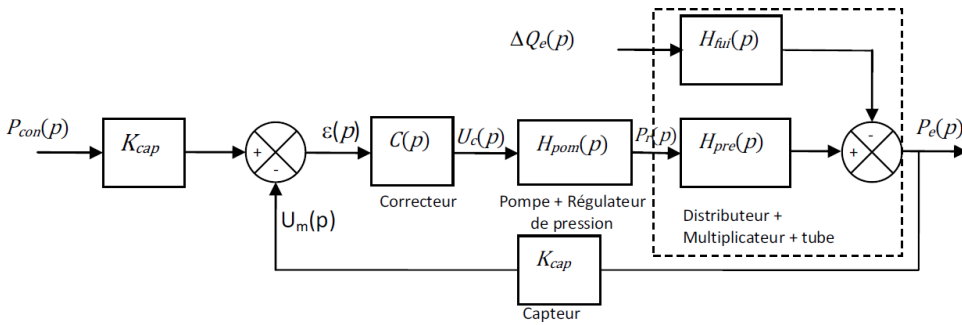 ΔQe(p)
Hfui(p)
Pcon(p)
Kcap
+
-
ε(p)
C(p)
Uc(p)
Hpom(p)
Pr(p)
Hpre(p)
-
+
Pe(p)
Um(p)
Correcteur
Pompe + Régulateur
de pression
Distributeur +
Multiplicateur + tube
Kcap
Capteur